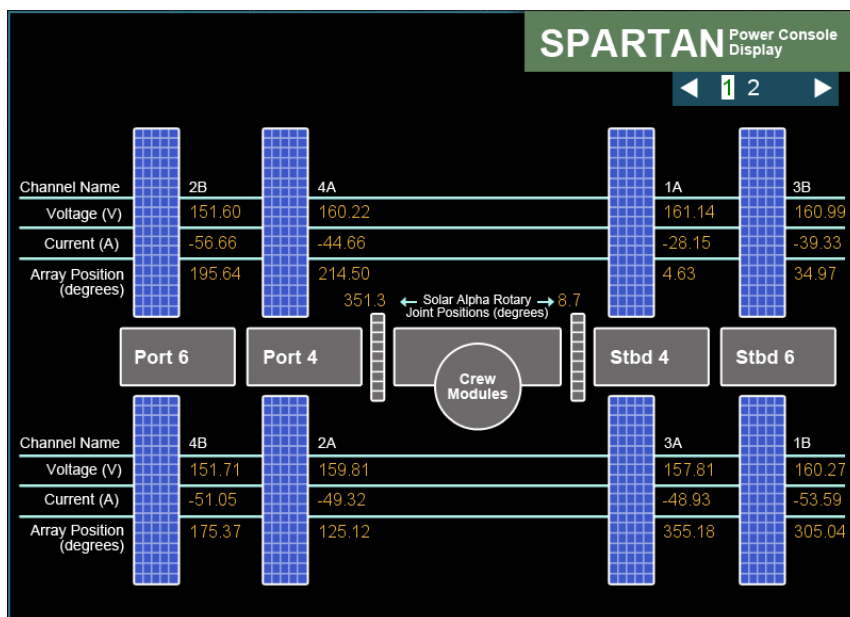 SPARTAN Power Console
Display
1 2
Channel Name 2B 4A 1A 3B
Voltage (V) 151.60 160.22 161.14 160.99
Current (A) -56.66 -44.66 -28.15 -39.33
Array Position 195.64 214.50 4.63 34.97
(degrees)
351.3 Solar Alpha Rotary 8.7
Joint Positions (degrees)
Port 6 Port 4 Stbd 4 Stbd 6
Crew
Modules
Channel Name 4B 2A 3A 1B
Voltage (V) 151.71 159.81 157.81 160.27
Current (A) -51.05 -49.32 -48.93 -53.59
Array Position 175.37 125.12 355.18 305.04
(degrees)